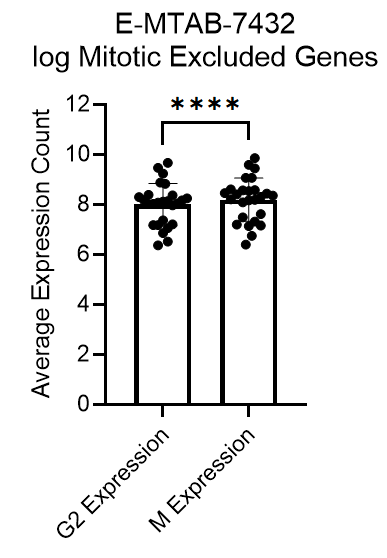 E-MTAB-7432
log Mitotic Excluded Genes
****
Average Expression Count
12
10
8
6
4
2
0
G2 Expression
M Expression